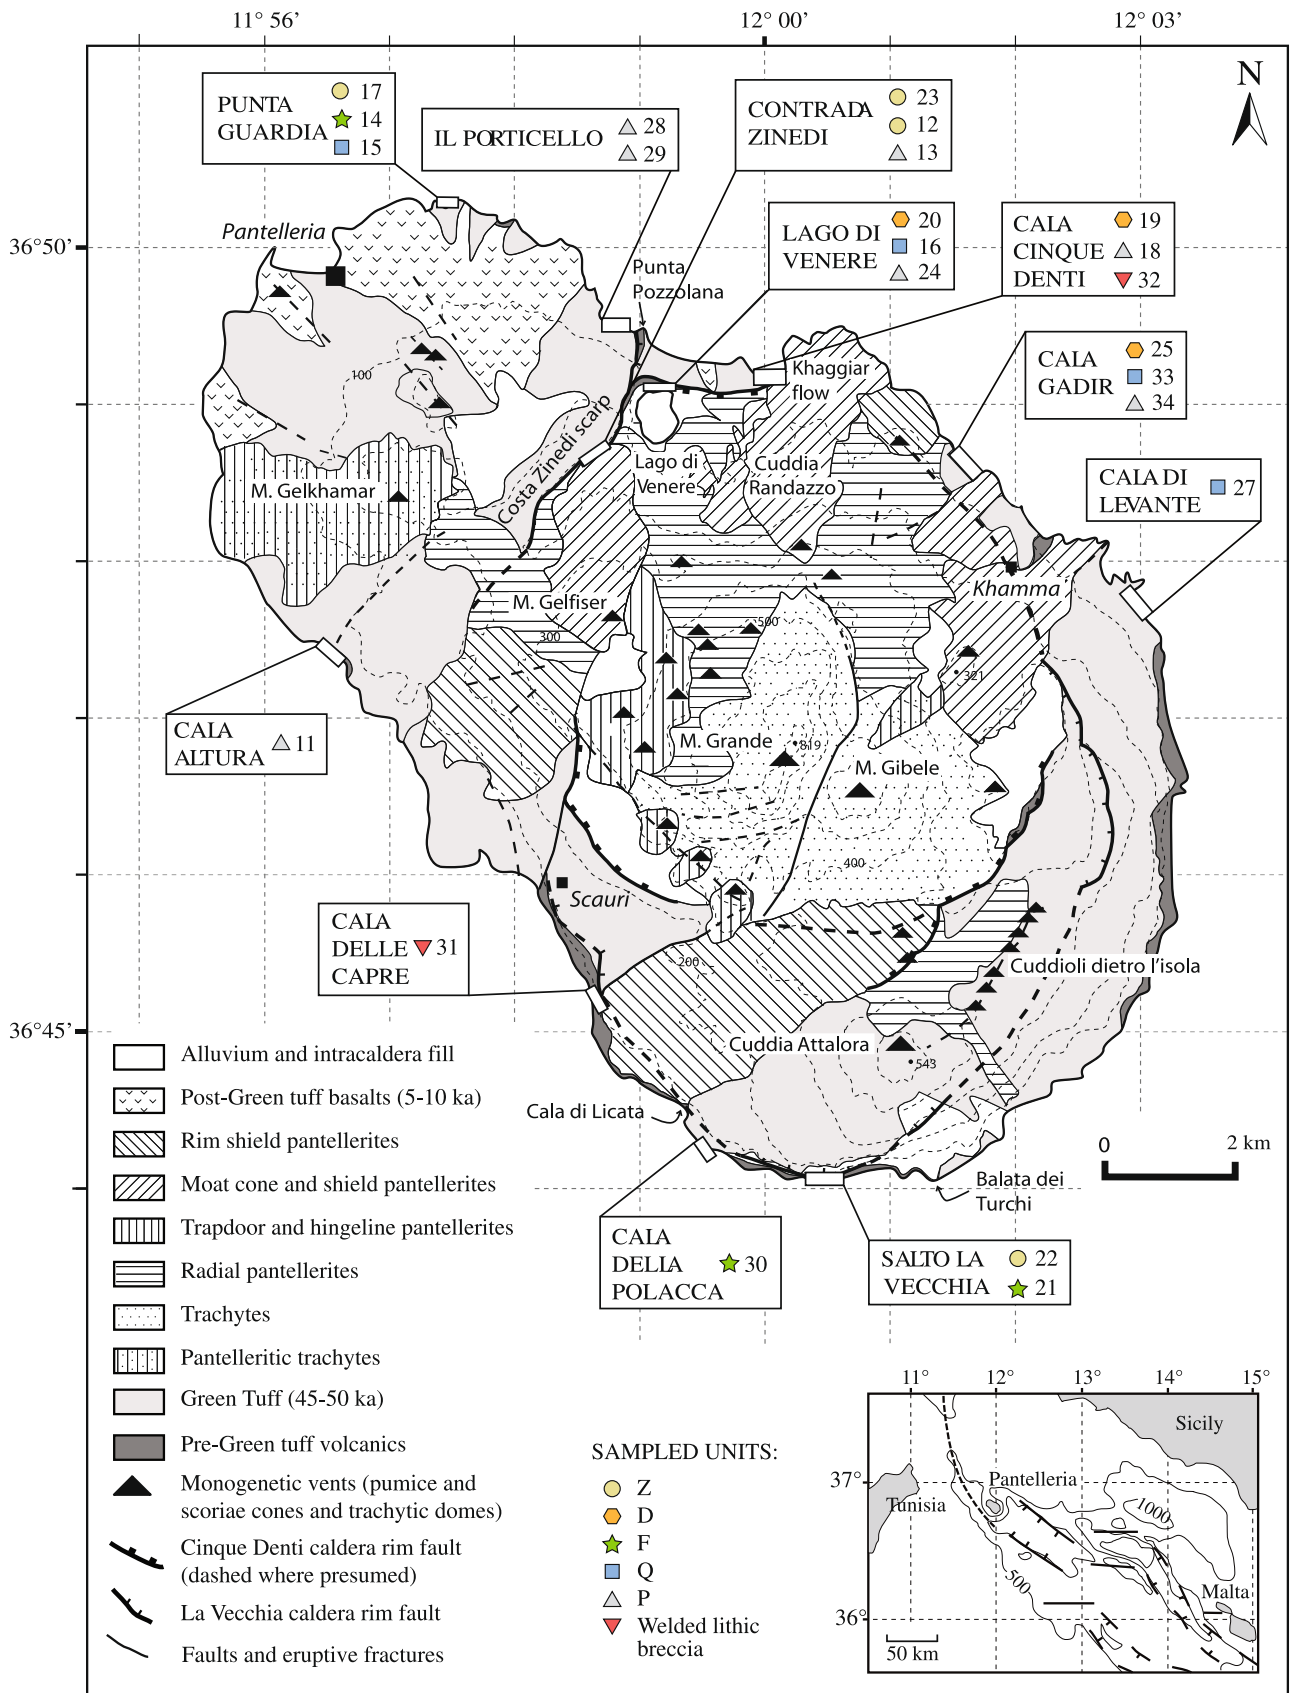 11° 56’
12° 00’
12° 03’
N
PUNTA
GUARDIA
17
14
15
IL PORTICELLO
28
29
CONTRADA
ZINEDI
23
12
13
LAGO DI
VENERE
20
16
24
CALA
CINQUE
DENTI
19
18
32
CALA
GADIR
25
33
34
CALA DI
LEVANTE
27
36°50’
Pantelleria
Punta
Pozzolana
Khaggiar
flow
100
Costa Zinedi scarp
Lago di
Venere
Cuddia
Randazzo
M. Gelkhamar
Khamma
M. Gelfiser
300
500
321
CALA
ALTURA
11
M. Grande
819
M. Gibele
400
Scauri
CALA
DELLE
CAPRE
31
200
Cuddioli dietro l’isola
36°45’
Cuddia Attalora
543
Cala di Licata
Balata dei
Turchi
0
2 km
CALA
DELLA
POLACCA
30
SALTO LA
VECCHIA
22
21
Alluvium and intracaldera fill
Post-Green tuff basalts (5-10 ka)
Rim shield pantellerites
Moat cone and shield pantellerites
Trapdoor and hingeline pantellerites
Radial pantellerites
Trachytes
Pantelleritic trachytes
Green Tuff (45-50 ka)
Pre-Green tuff volcanics
Monogenetic vents (pumice and
scoriae cones and trachytic domes)
Cinque Denti caldera rim fault
(dashed where presumed)
La Vecchia caldera rim fault
Faults and eruptive fractures
SAMPLED UNITS:
Z
D
F
Q
P
Welded lithic
breccia
11°
12°
13°
14°
15°
Sicily
37°
Pantelleria
Tunisia
1000
500
Malta
36°
50 km